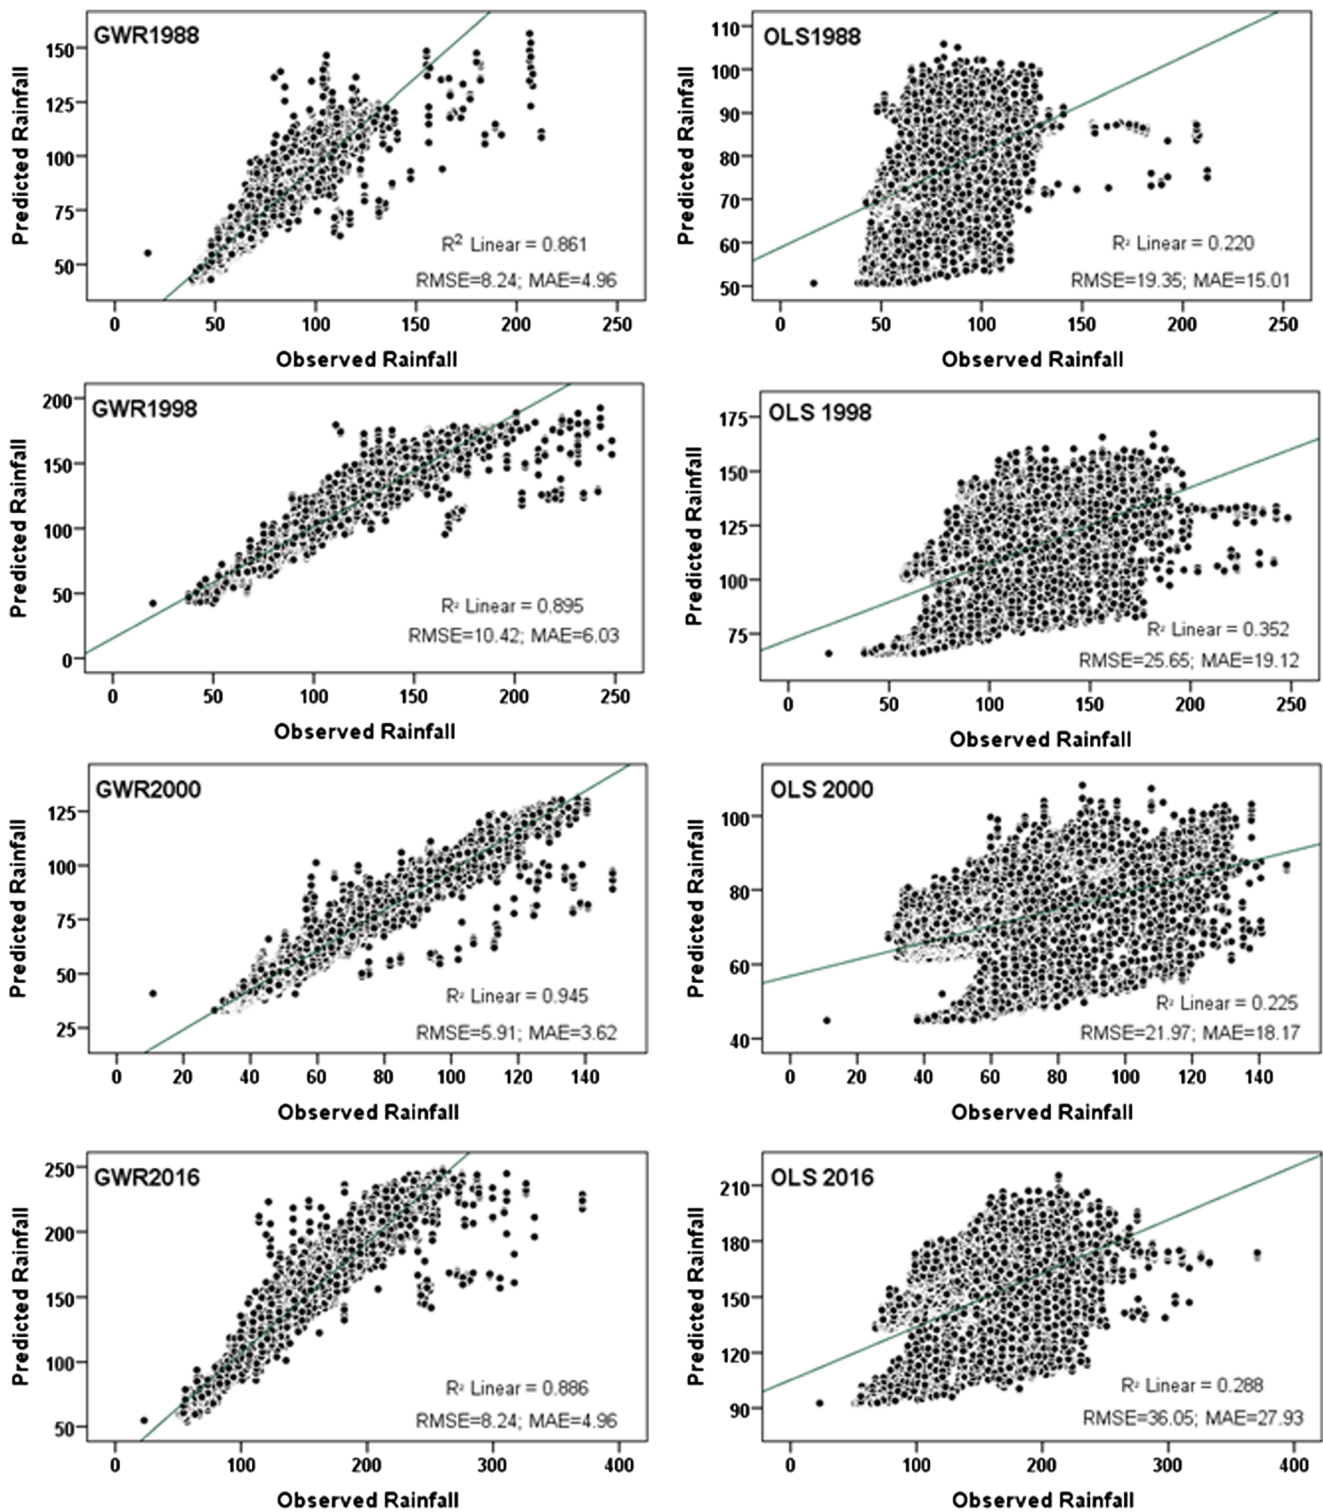 GWR1988
Predicted Rainfall
150
125
100
75
50
R² Linear = 0.861
RMSE=8.24; MAE=4.96
0 50 100 150 200 250
Observed Rainfall
OLS1988
Predicted Rainfall
110
100
90
80
70
60
50
R² Linear = 0.220
RMSE=19.35; MAE=15.01
0 50 100 150 200 250
Observed Rainfall
GWR1998
Predicted Rainfall
200
150
100
50
0
R² Linear = 0.895
RMSE=10.42; MAE=6.03
0 50 100 150 200 250
Observed Rainfall
OLS 1998
Predicted Rainfall
175
150
125
100
75
R² Linear = 0.352
RMSE=25.65; MAE=19.12
0 50 100 150 200 250
Observed Rainfall
GWR2000
Predicted Rainfall
125
100
75
50
25
R² Linear = 0.945
RMSE=5.91; MAE=3.62
0 20 40 60 80 100 120 140
Observed Rainfall
OLS 2000
Predicted Rainfall
100
80
60
40
R² Linear = 0.225
RMSE=21.97; MAE=18.17
0 20 40 60 80 100 120 140
Observed Rainfall
GWR2016
Predicted Rainfall
250
200
150
100
50
R² Linear = 0.886
RMSE=8.24; MAE=4.96
0 100 200 300 400
Observed Rainfall
OLS 2016
Predicted Rainfall
210
180
150
120
90
R² Linear = 0.288
RMSE=36.05; MAE=27.93
0 100 200 300 400
Observed Rainfall